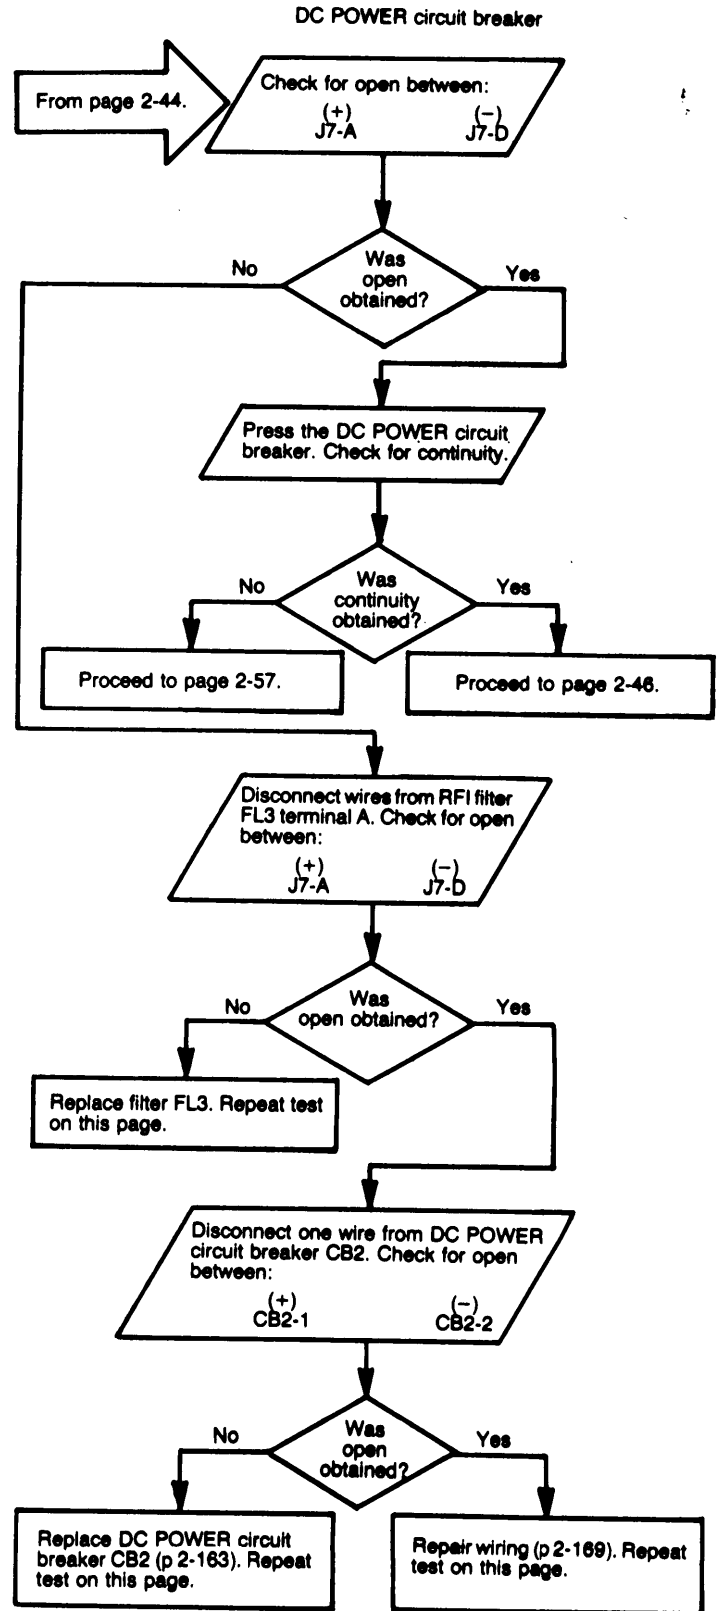 DC POWER circuit breaker
From page 2-44.
Check for open between:
(+) (−)
J7-A J7-D
Was
open
obtained?
No
Yes
Press the DC POWER circuit
breaker. Check for continuity.
Was
continuity
obtained?
No
Yes
Proceed to page 2-57.
Proceed to page 2-46.
Disconnect wires from RFI filter
FL3 terminal A. Check for open
between:
(+) (−)
J7-A J7-D
Was
open obtained?
No
Yes
Replace filter FL3. Repeat test
on this page.
Disconnect one wire from DC POWER
circuit breaker CB2. Check for open
between:
(+) (−)
CB2-1 CB2-2
Was
open
obtained?
No
Yes
Replace DC POWER circuit
breaker CB2 (p 2-163). Repeat
test on this page.
Repair wiring (p 2-169). Repeat
test on this page.